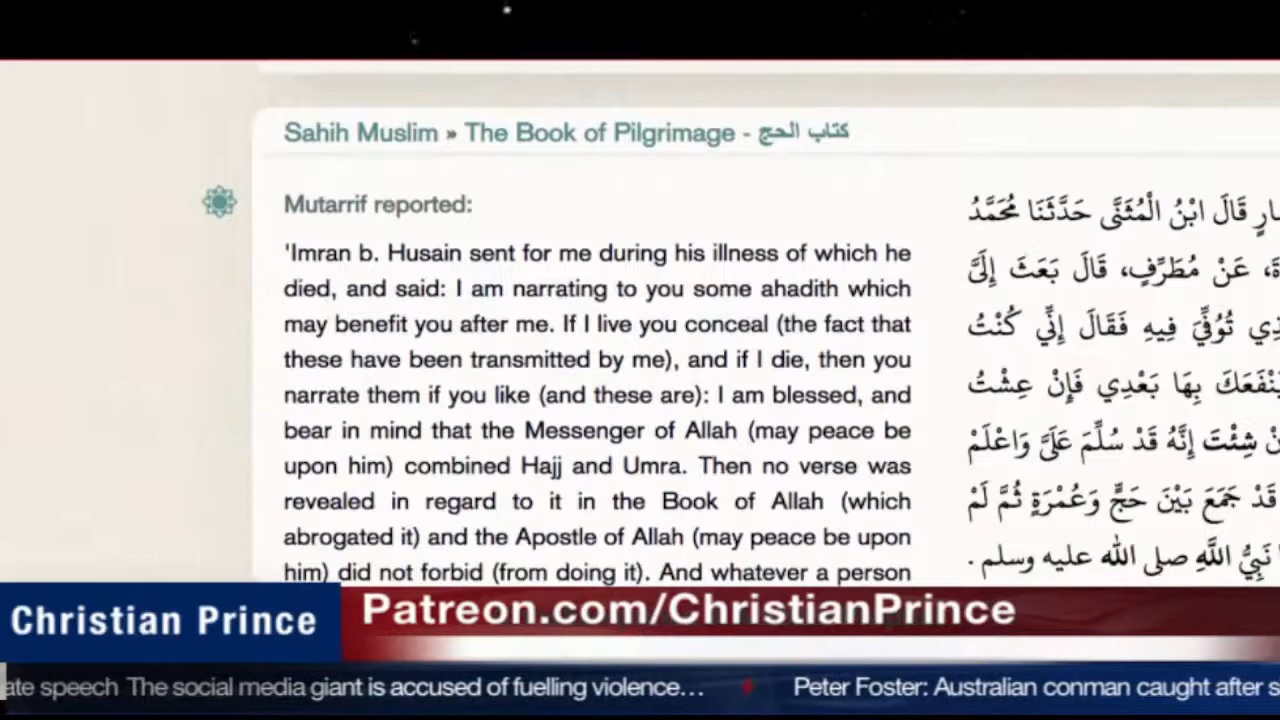 Sahih Muslim » The Book of Pilgrimage - كتاب الحج
Mutarrif reported:
'Imran b. Husain sent for me during his illness of which he
died, and said: I am narrating to you some ahadith which
may benefit you after me. If I live you conceal (the fact that
these have been transmitted by me), and if I die, then you
narrate them if you like (and these are): I am blessed, and
bear in mind that the Messenger of Allah (may peace be
upon him) combined Hajj and Umra. Then no verse was
revealed in regard to it in the Book of Allah (which
abrogated it) and the Apostle of Allah (may peace be upon
him) did not forbid (from doing it). And whatever a person
قَالَ ابْنُ الْمُثَنَّى حَدَّثَنَا مُحَمَّدُ
عَنْ مُطَرِّفٍ، قَالَ بَعَثَ إِلَىَّ
تُوُفِّيَ فِيهِ فَقَالَ إِنِّي كُنْتُ
بِهَا بَعْدِي فَإِنْ عِشْتُ
شِئْتَ إِنَّهُ قَدْ سُلِّمَ عَلَىَّ وَاعْلَمْ
قَدْ جَمَعَ بَيْنَ حَجٍّ وَعُمْرَةٍ ثُمَّ لَمْ
نَبِيُّ اللَّهِ صلى الله عليه وسلم .
Christian Prince
Patreon.com/ChristianPrince
ate speech The social media giant is accused of fuelling violence… Peter Foster: Australian conman caught after s